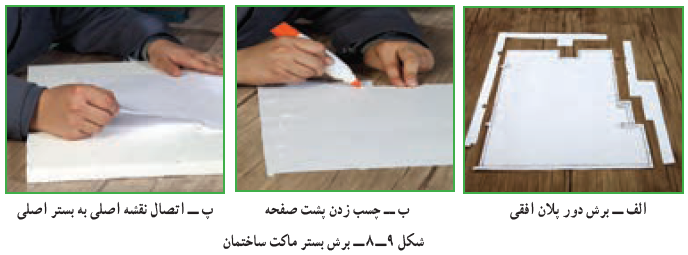 الف ــ برش دور پلان افقی
ب ــ چسب زدن پشت صفحه
پ ــ اتصال نقشه اصلی به بستر اصلی
شکل ۹ــ۸ــ برش بستر ماکت ساختمان